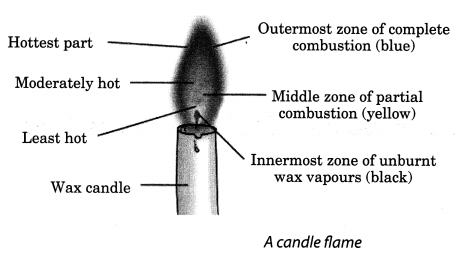 Hottest part
Outermost zone of complete
combustion (blue)
Moderately hot
Middle zone of partial
combustion (yellow)
Least hot
Innermost zone of unburnt
wax vapours (black)
Wax candle
A candle flame